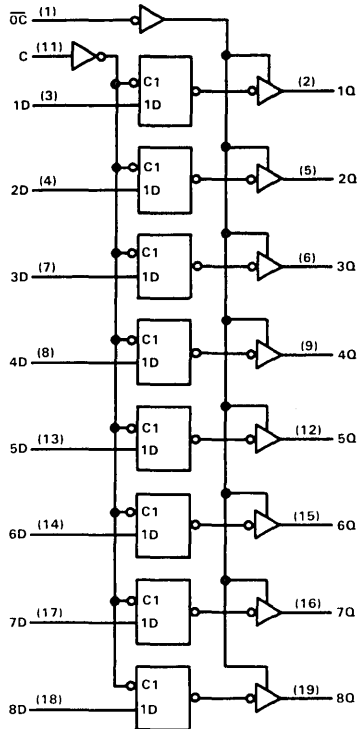 OC (1)
C (11)
C1 (2) 1Q
1D (3) 1D
C1 (5) 2Q
2D (4) 1D
C1 (6) 3Q
3D (7) 1D
C1 (9) 4Q
4D (8) 1D
C1 (12) 5Q
5D (13) 1D
C1 (15) 6Q
6D (14) 1D
C1 (16) 7Q
7D (17) 1D
C1 (19) 8Q
8D (18) 1D